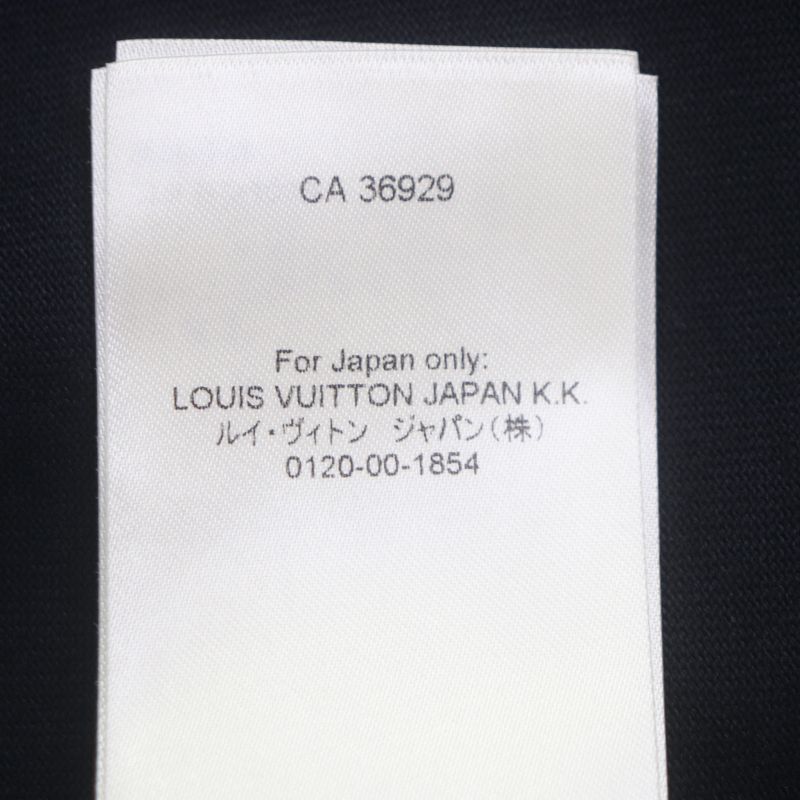 CA 36929
For Japan only:
LOUIS VUITTON JAPAN K.K.
ルイ・ヴィトン　ジャパン(株)
0120-00-1854